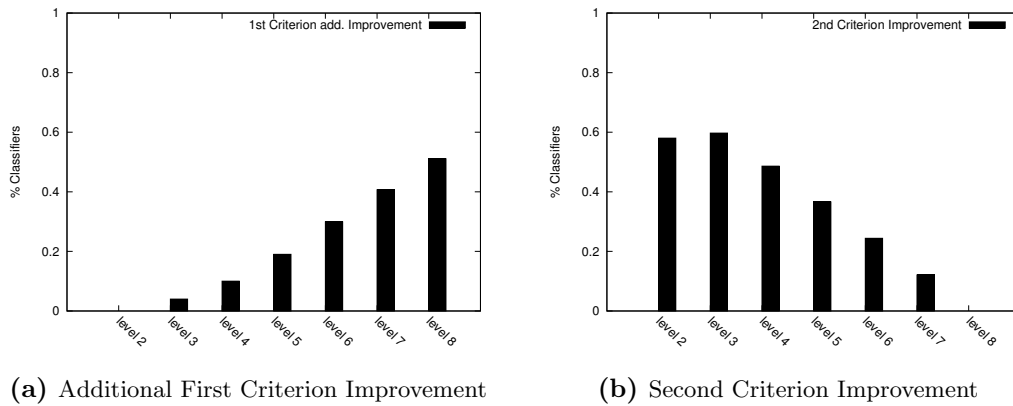 1st Criterion add. Improvement
1
0.8
0.6
0.4
0.2
0
% Classifiers
level 2
level 3
level 4
level 5
level 6
level 7
level 8
(a) Additional First Criterion Improvement
2nd Criterion Improvement
1
0.8
0.6
0.4
0.2
0
% Classifiers
level 2
level 3
level 4
level 5
level 6
level 7
level 8
(b) Second Criterion Improvement